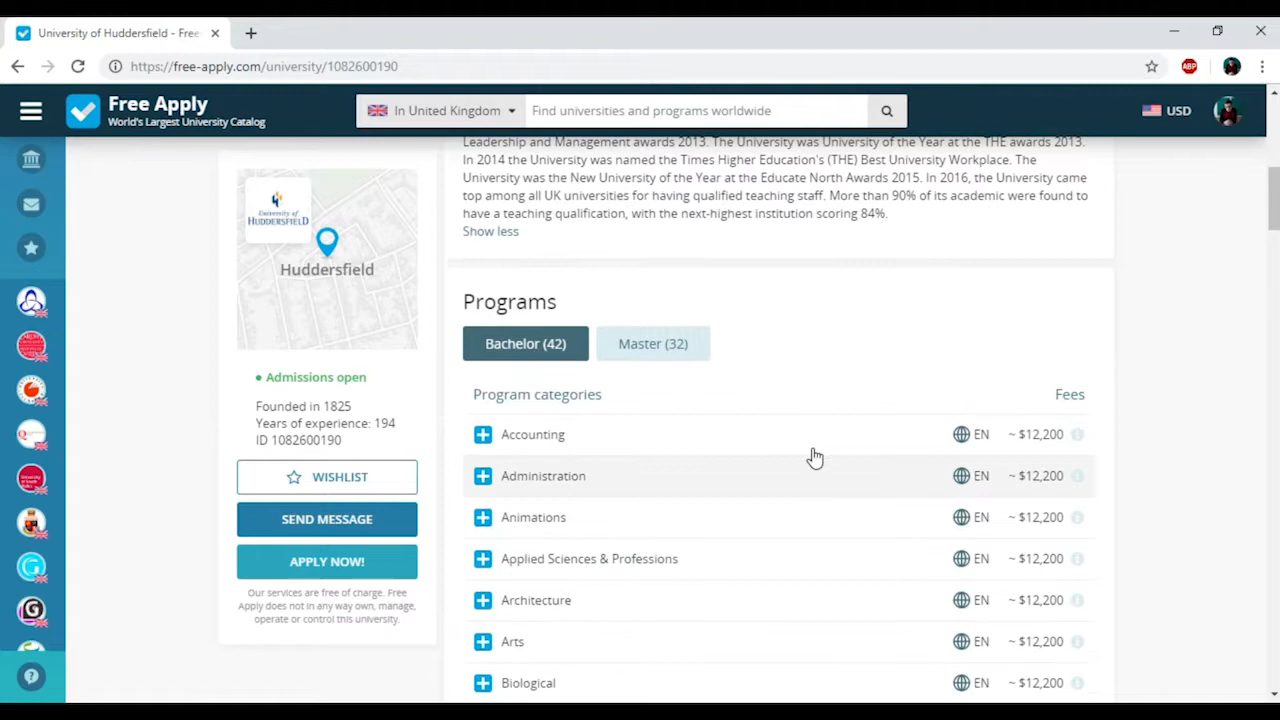 University of Huddersfield - Free
https://free-apply.com/university/1082600190
ABP
Free Apply
World's Largest University Catalog
In United Kingdom
Find universities and programs worldwide
USD
Leadership and Management awards 2013. The University was University of the Year at the THE awards 2013.
In 2014 the University was named the Times Higher Education's (THE) Best University Workplace. The
University was the New University of the Year at the Educate North Awards 2015. In 2016, the University came
top among all UK universities for having qualified teaching staff. More than 90% of its academic were found to
have a teaching qualification, with the next-highest institution scoring 84%.
Show less
University of
HUDDERSFIELD
Huddersfield
Admissions open
Founded in 1825
Years of experience: 194
ID 1082600190
WISHLIST
SEND MESSAGE
APPLY NOW!
Our services are free of charge. Free
Apply does not in any way own, manage,
operate or control this university.
Programs
Bachelor (42)
Master (32)
Program categories Fees
Accounting EN ~ $12,200
Administration EN ~ $12,200
Animations EN ~ $12,200
Applied Sciences & Professions EN ~ $12,200
Architecture EN ~ $12,200
Arts EN ~ $12,200
Biological EN ~ $12,200